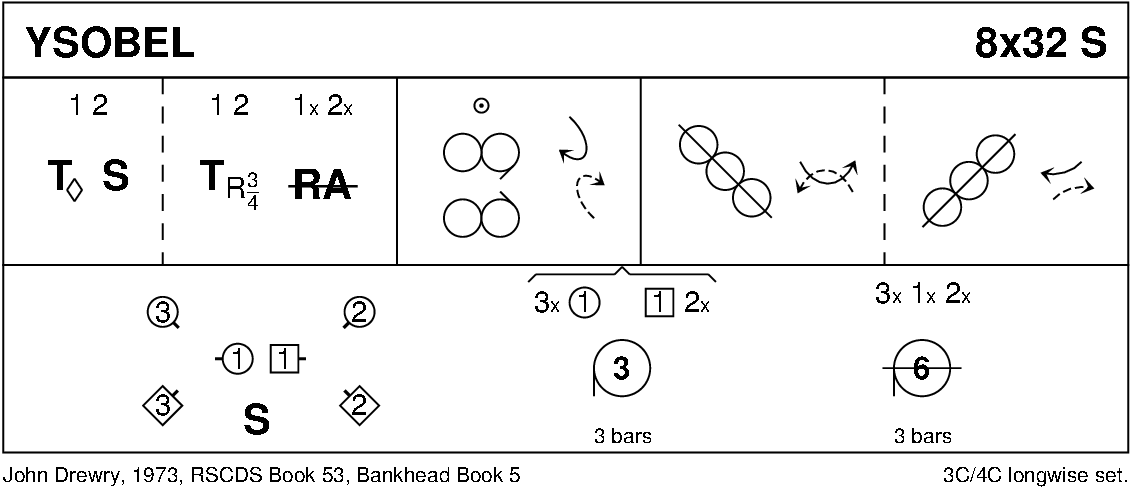 YSOBEL 8x32 S
1 2 1 2 1x 2x
T S TR3/4 RA
3x 1 1 2x 3x 1x 2x
3 2
1 1 3 6
3 2
S
3 bars 3 bars
John Drewry, 1973, RSCDS Book 53, Bankhead Book 5 3C/4C longwise set.